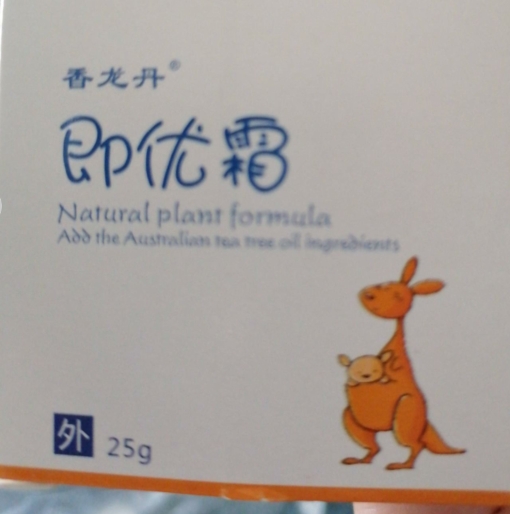 香龙丹®
即优霜
Natural plant formula
Add the Australian tea tree oil ingredients
外 25g